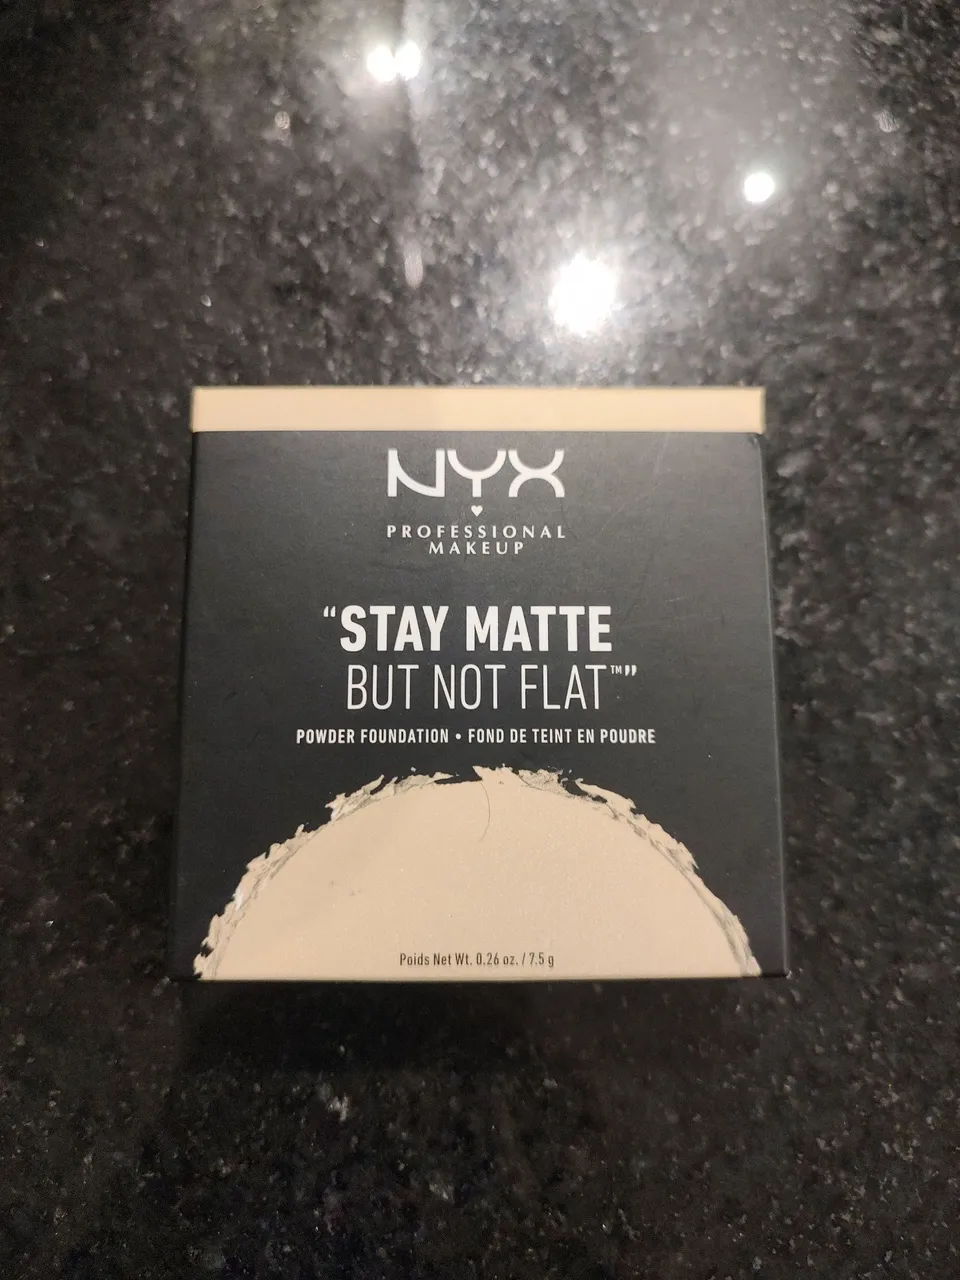 NYX
PROFESSIONAL
MAKEUP
“STAY MATTE
BUT NOT FLAT™”
POWDER FOUNDATION • FOND DE TEINT EN POUDRE
Poids Net Wt. 0.26 oz. / 7.5 g